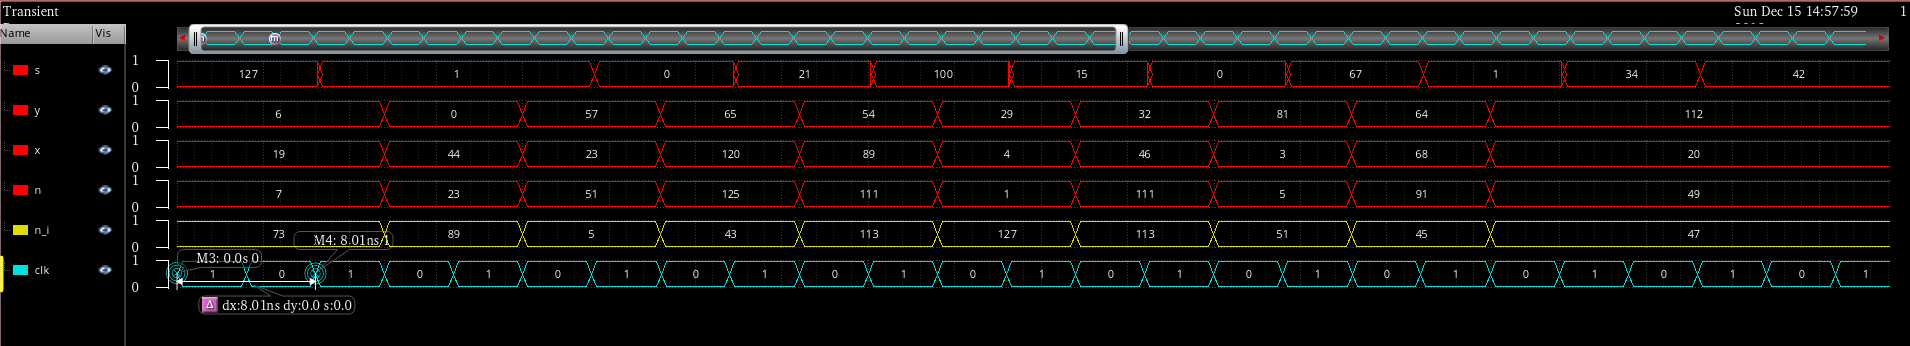 Transient
Sun Dec 15 14:57:59
1
Name Vis
m
s 1 0 127 1 0 21 100 15 0 67 1 34 42
y 1 0 6 0 57 65 54 29 32 81 64 112
x 1 0 19 44 23 120 89 4 46 3 68 20
n 1 0 7 23 51 125 111 1 111 5 91 49
n_i 1 0 73 89 5 43 113 127 113 51 45 47
M4: 8.01ns 1
M3: 0.0s 0
clk 1 0 1 0 1 0 1 0 1 0 1 0 1 0 1 0 1 0 1 0 1 0 1 0 1 0 1
Δ dx:8.01ns dy:0.0 s:0.0